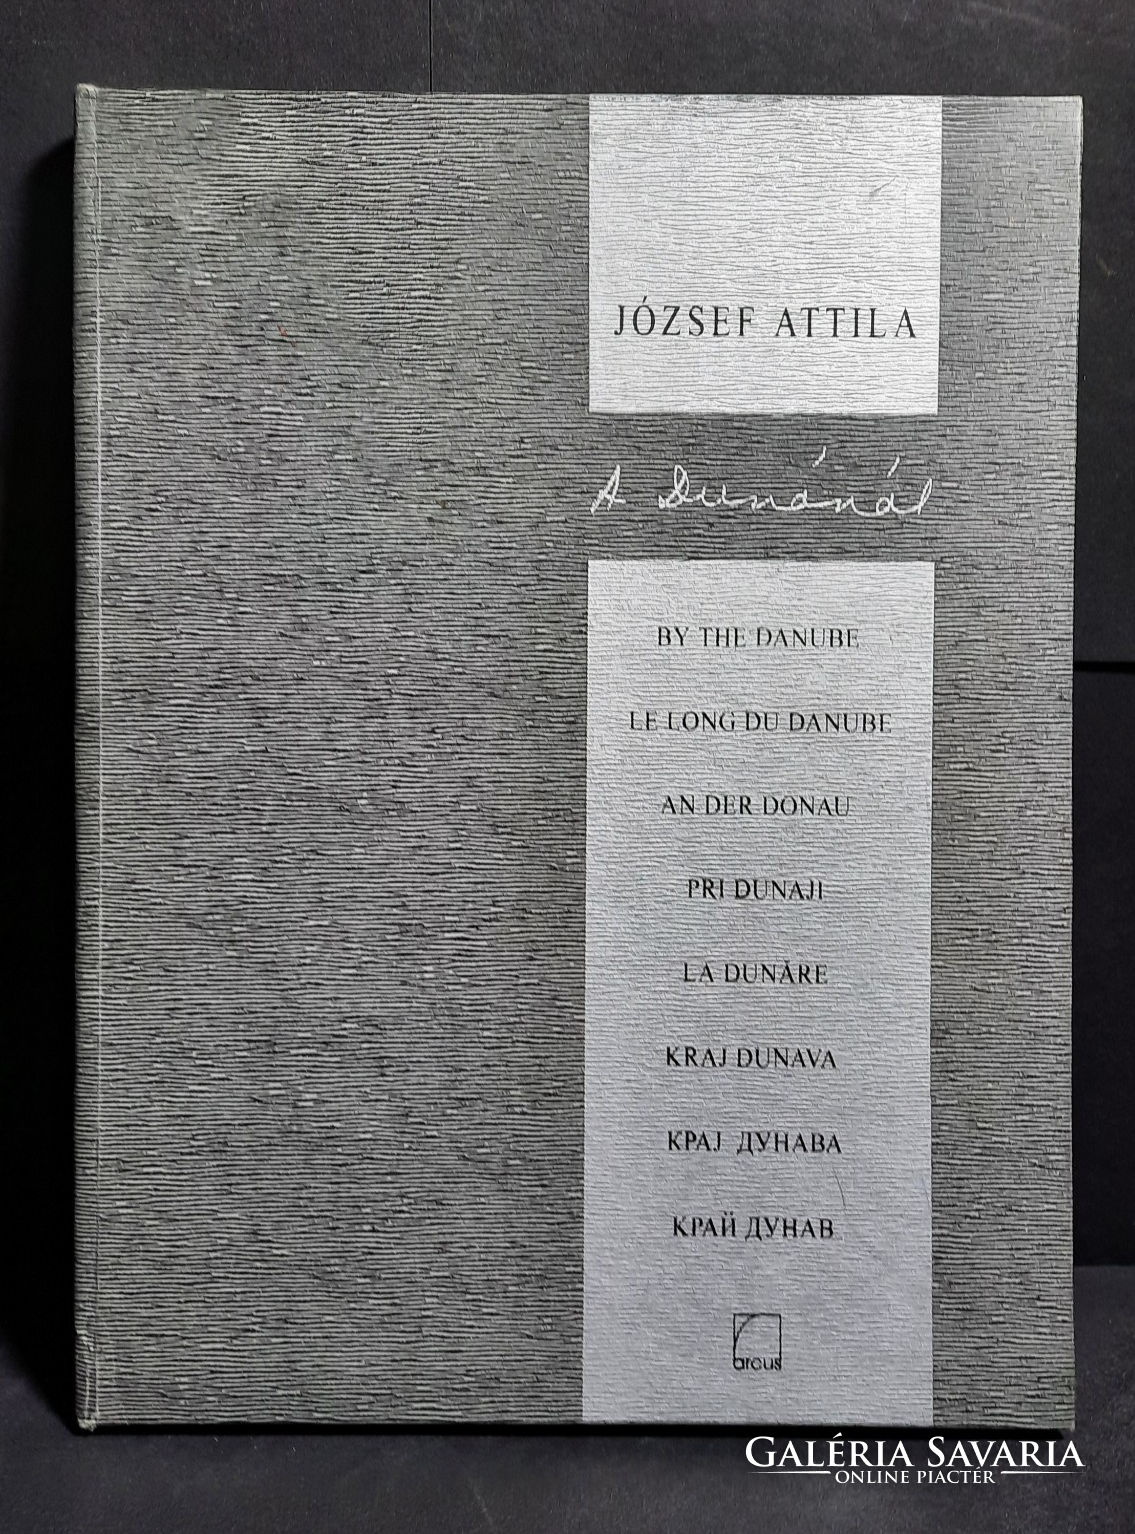 JÓZSEF ATTILA
A Dunánál
BY THE DANUBE
LE LONG DU DANUBE
AN DER DONAU
PRI DUNAJI
LA DUNĂRE
KRAJ DUNAVA
КРАЈ ДУНАВА
КРАЙ ДУНАВ
arcus
GALÉRIA SAVARIA
ONLINE PIACTÉR